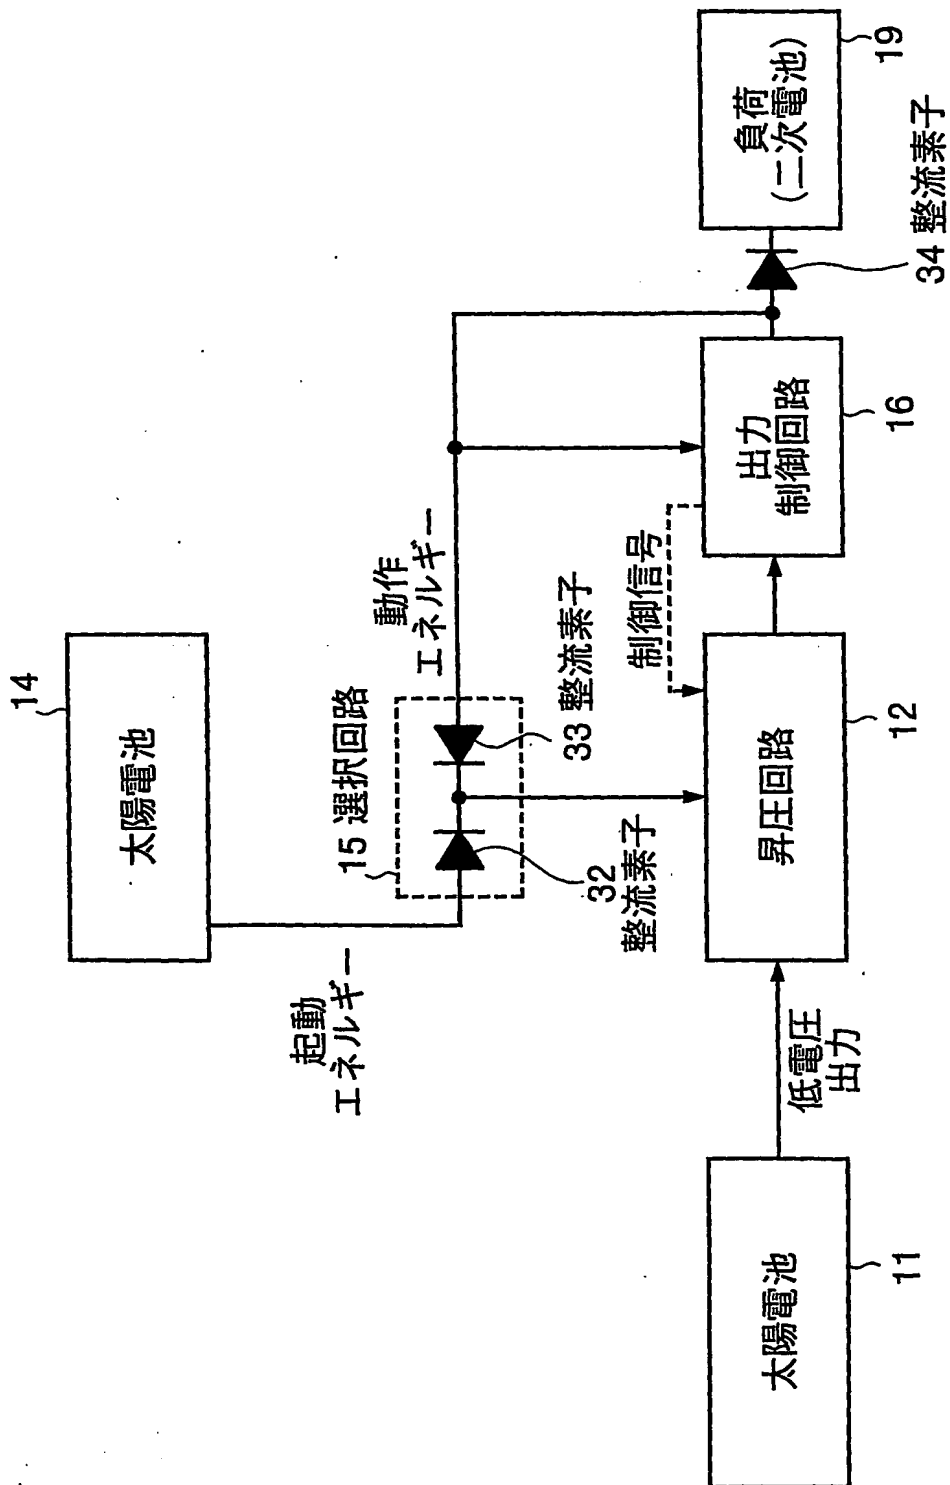 14
太陽電池
起動
エネルギー
15 選択回路
動作
エネルギー
32
整流素子
33 整流素子
制御信号
太陽電池
11
低電圧
出力
昇圧回路
12
出力
制御回路
16
34 整流素子
負荷
(二次電池)
19